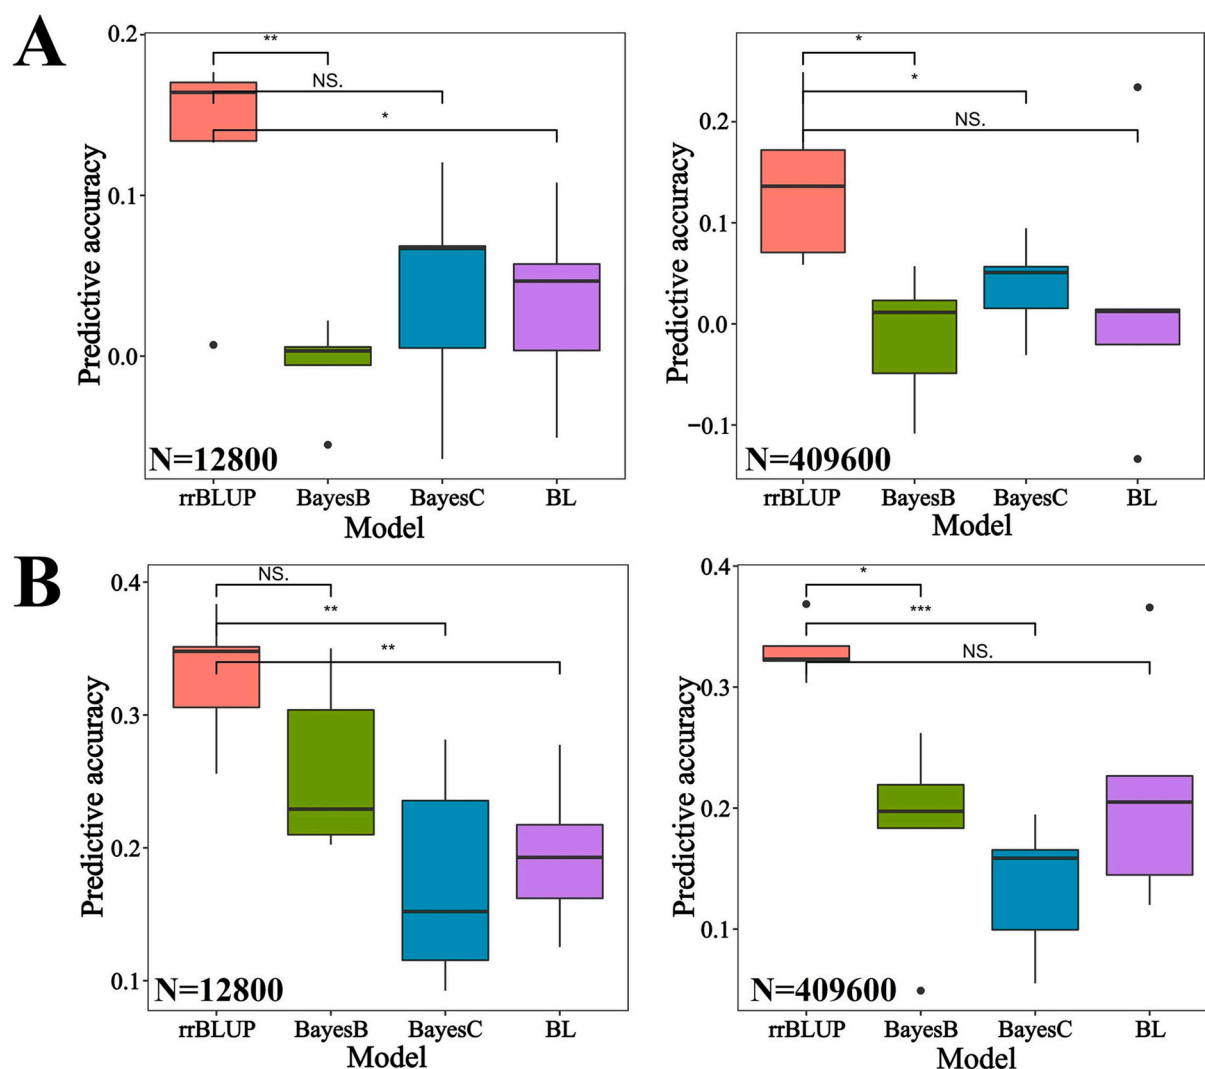 A
Predictive accuracy
0.2
0.1
0.0
**
NS.
*
N=12800
rrBLUP
BayesB
BayesC
BL
Model
Predictive accuracy
0.2
0.1
0.0
−0.1
*
*
NS.
N=409600
rrBLUP
BayesB
BayesC
BL
Model
B
Predictive accuracy
0.4
0.3
0.2
0.1
NS.
**
**
N=12800
rrBLUP
BayesB
BayesC
BL
Model
Predictive accuracy
0.4
0.3
0.2
0.1
*
***
NS.
N=409600
rrBLUP
BayesB
BayesC
BL
Model